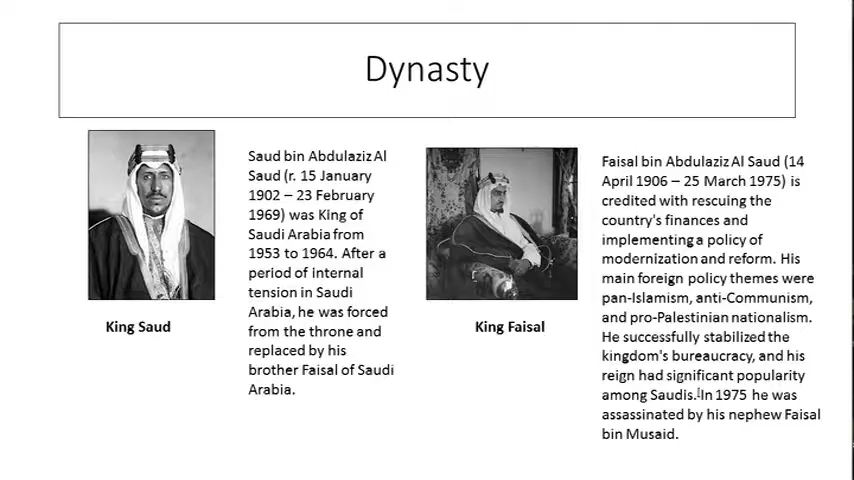 Dynasty
Saud bin Abdulaziz Al
Saud (r. 15 January
1902 – 23 February
1969) was King of
Saudi Arabia from
1953 to 1964. After a
period of internal
tension in Saudi
Arabia, he was forced
from the throne and
replaced by his
brother Faisal of Saudi
Arabia.
King Saud
Faisal bin Abdulaziz Al Saud (14
April 1906 – 25 March 1975) is
credited with rescuing the
country's finances and
implementing a policy of
modernization and reform. His
main foreign policy themes were
pan-Islamism, anti-Communism,
and pro-Palestinian nationalism.
He successfully stabilized the
kingdom's bureaucracy, and his
reign had significant popularity
among Saudis. In 1975 he was
assassinated by his nephew Faisal
bin Musaid.
King Faisal